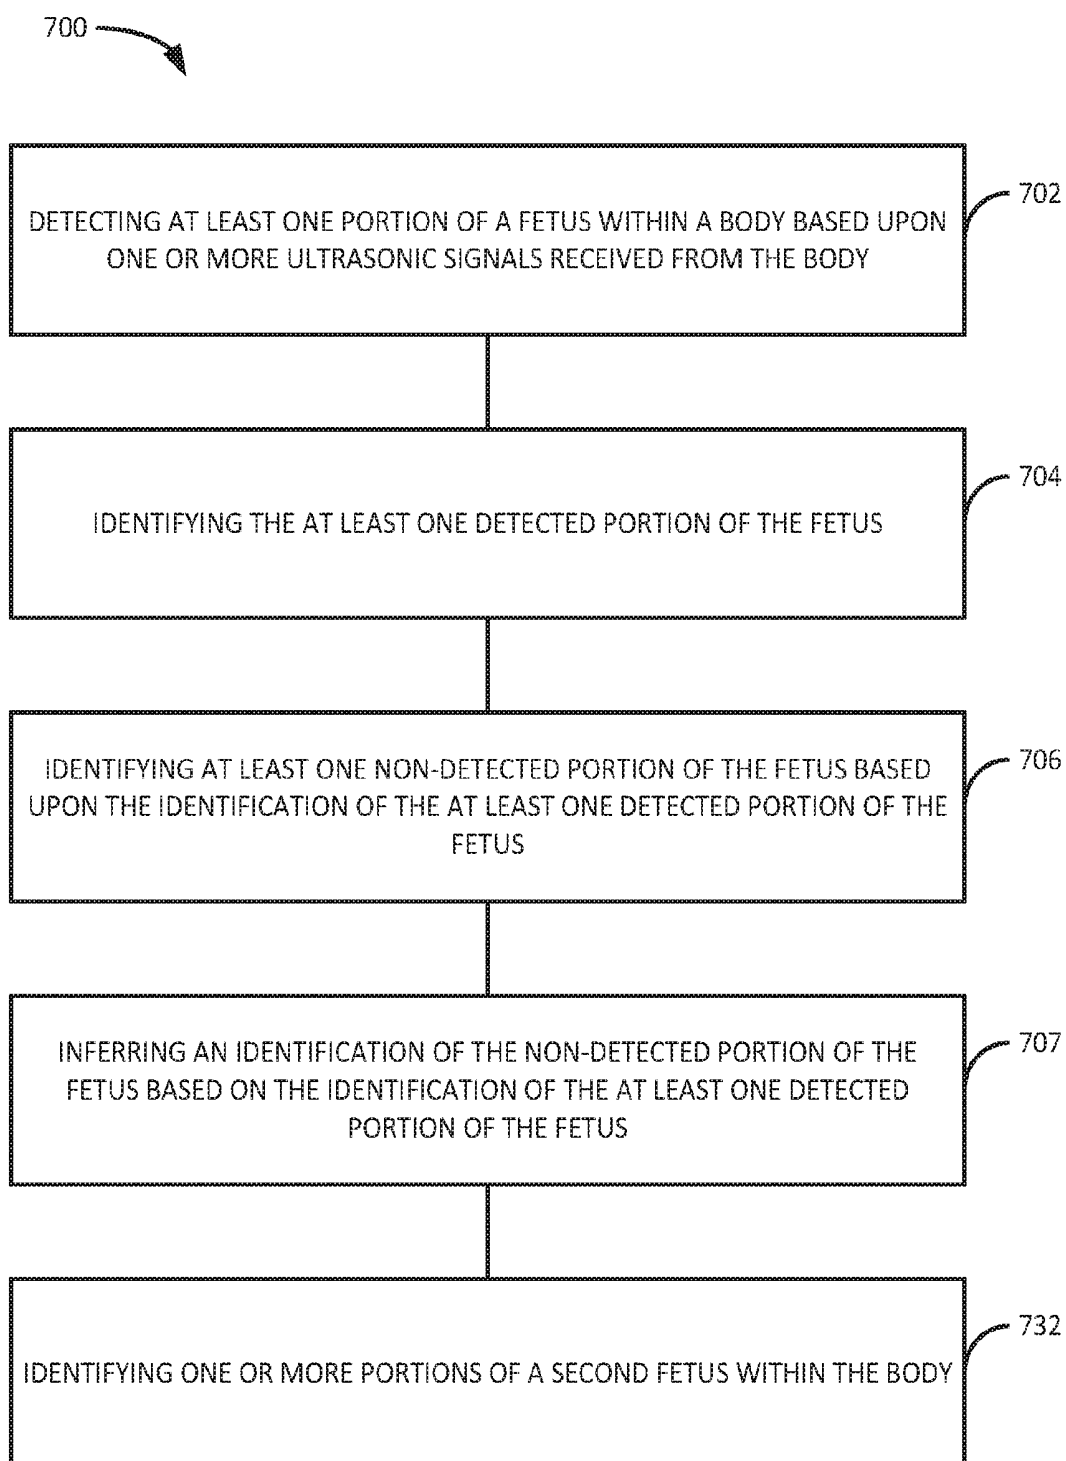 700
702
DETECTING AT LEAST ONE PORTION OF A FETUS WITHIN A BODY BASED UPON
ONE OR MORE ULTRASONIC SIGNALS RECEIVED FROM THE BODY
704
IDENTIFYING THE AT LEAST ONE DETECTED PORTION OF THE FETUS
706
IDENTIFYING AT LEAST ONE NON-DETECTED PORTION OF THE FETUS BASED
UPON THE IDENTIFICATION OF THE AT LEAST ONE DETECTED PORTION OF THE
FETUS
707
INFERRING AN IDENTIFICATION OF THE NON-DETECTED PORTION OF THE
FETUS BASED ON THE IDENTIFICATION OF THE AT LEAST ONE DETECTED
PORTION OF THE FETUS
732
IDENTIFYING ONE OR MORE PORTIONS OF A SECOND FETUS WITHIN THE BODY